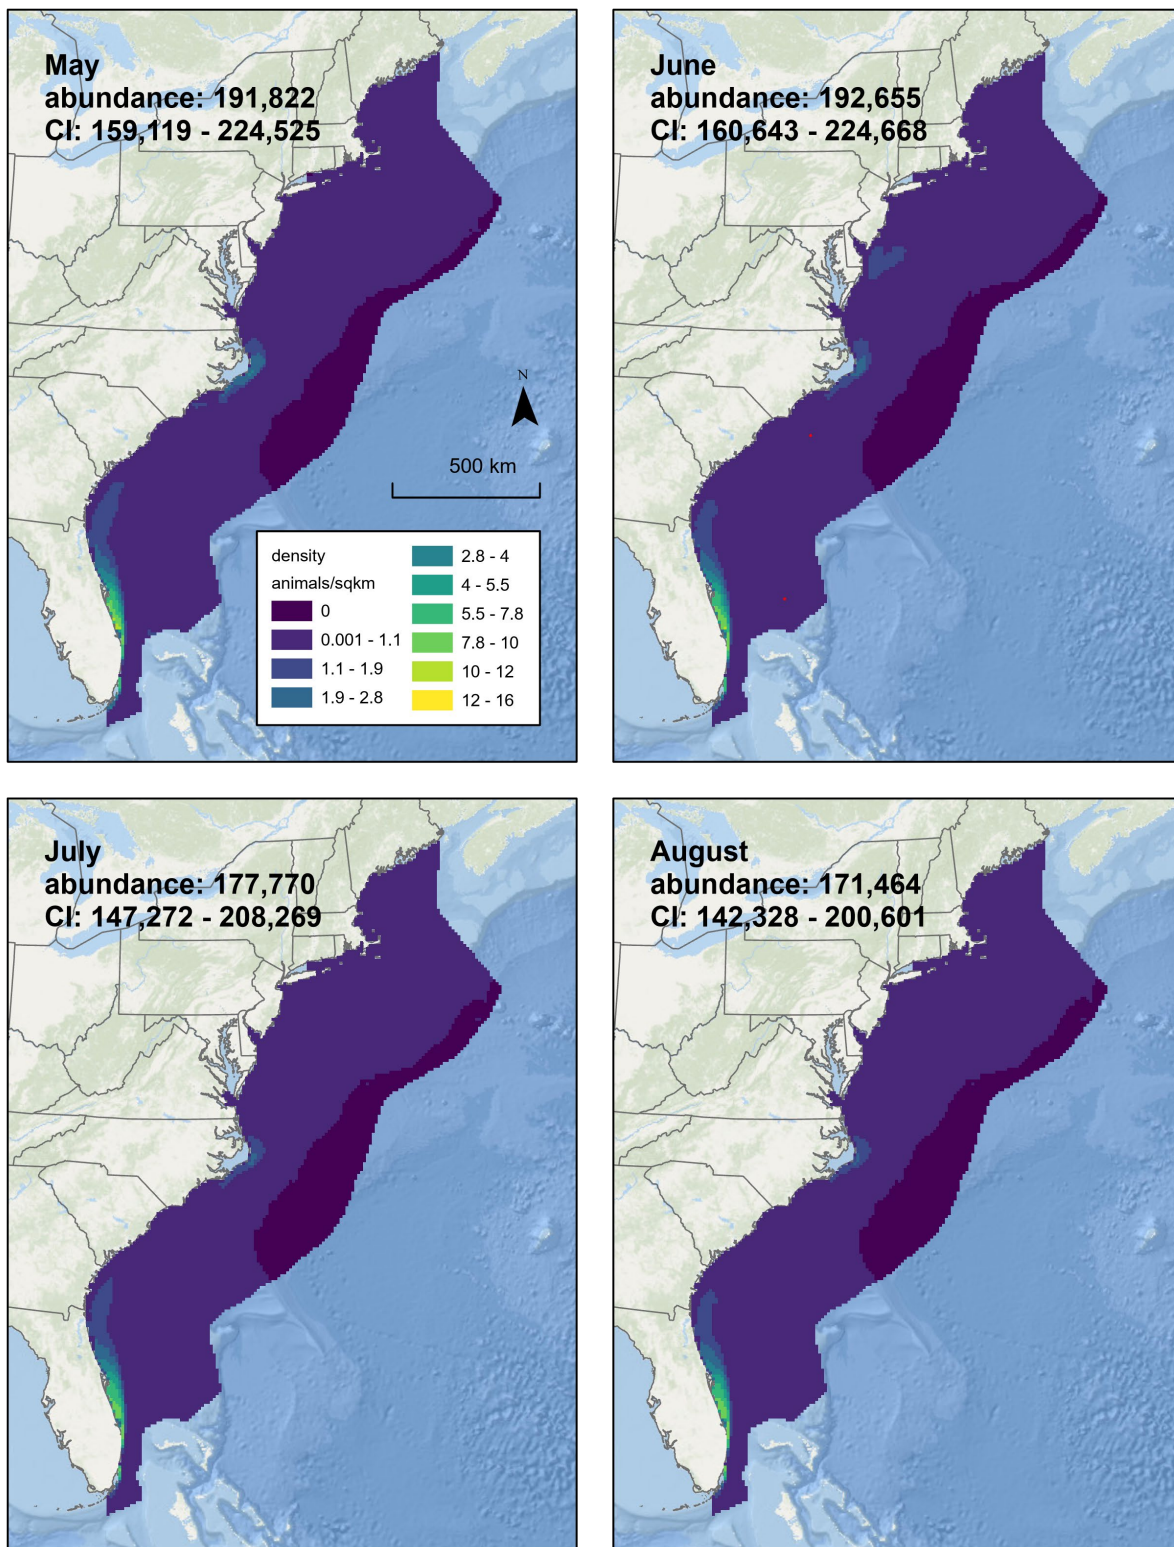 May
abundance: 191,822
CI: 159,119 - 224,525
N
500 km
density
animals/sqkm
0
0.001 - 1.1
1.1 - 1.9
1.9 - 2.8
2.8 - 4
4 - 5.5
5.5 - 7.8
7.8 - 10
10 - 12
12 - 16
June
abundance: 192,655
CI: 160,643 - 224,668
July
abundance: 177,770
CI: 147,272 - 208,269
August
abundance: 171,464
CI: 142,328 - 200,601